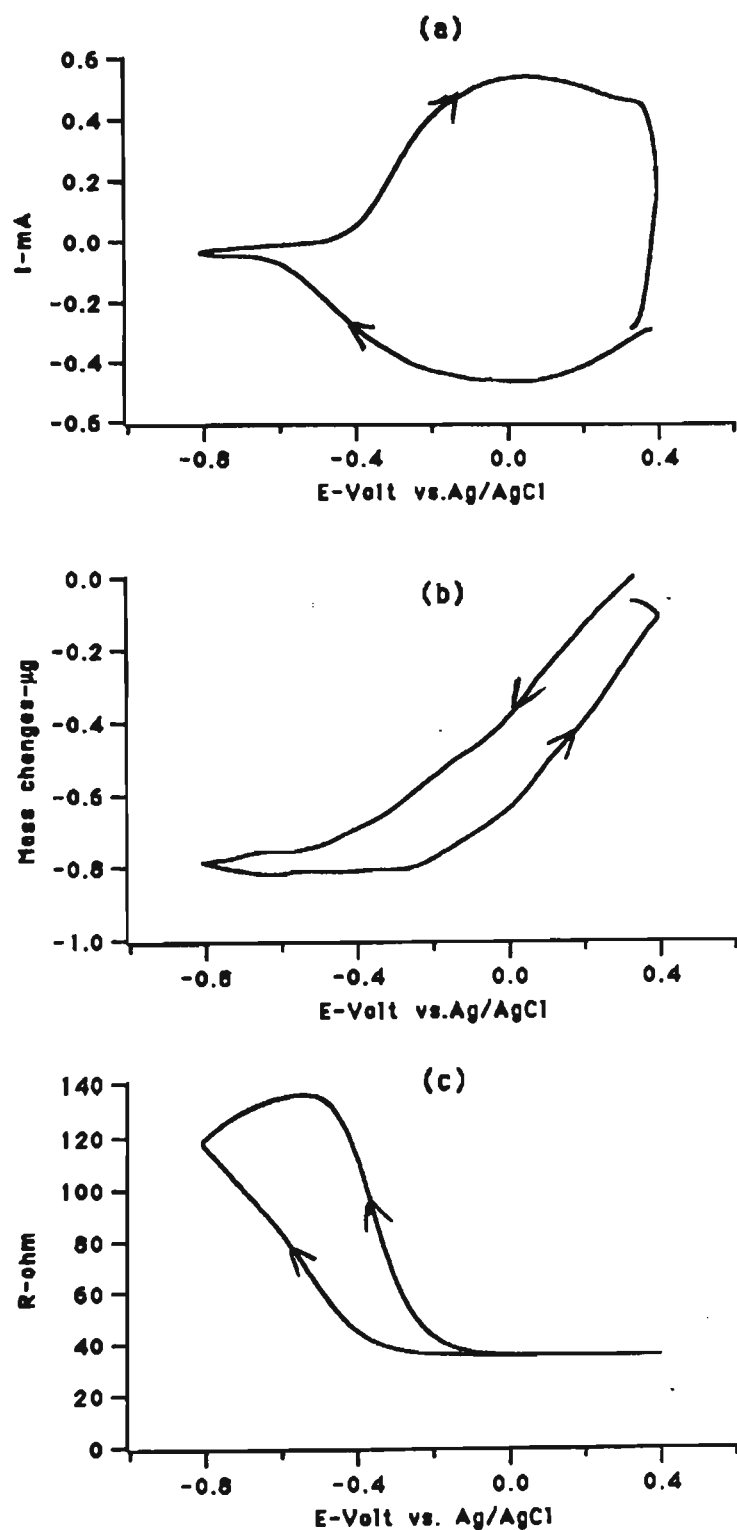 (a)
0.6
0.4
0.2
0.0
-0.2
-0.4
-0.6
I-mA
-0.8 -0.4 0.0 0.4
E-Volt vs.Ag/AgCl
(b)
0.0
-0.2
-0.4
-0.6
-0.8
-1.0
Mass chenges-µg
-0.8 -0.4 0.0 0.4
E-Volt vs.Ag/AgCl
(c)
140
120
100
80
60
40
20
0
R-ohm
-0.8 -0.4 0.0 0.4
E-Volt vs. Ag/AgCl